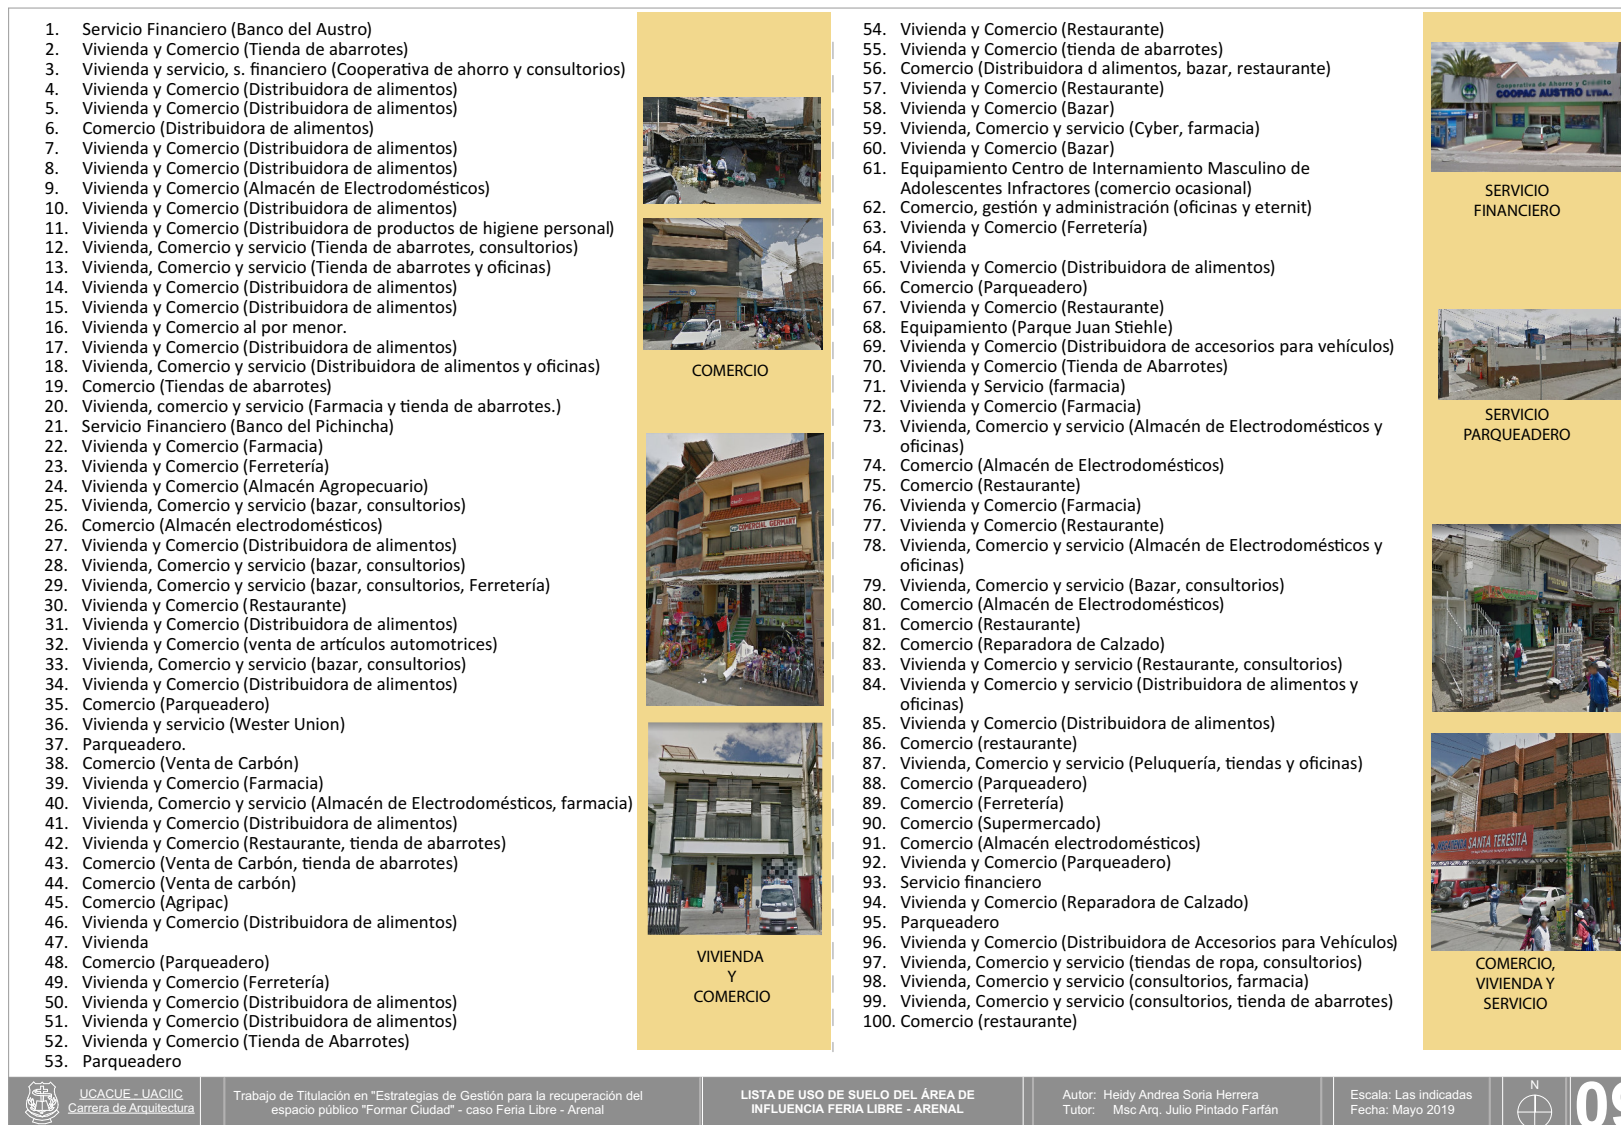 1. Servicio Financiero (Banco del Austro)
2. Vivienda y Comercio (Tienda de abarrotes)
3. Vivienda y servicio, s. financiero (Cooperativa de ahorro y consultorios)
4. Vivienda y Comercio (Distribuidora de alimentos)
5. Vivienda y Comercio (Distribuidora de alimentos)
6. Comercio (Distribuidora de alimentos)
7. Vivienda y Comercio (Distribuidora de alimentos)
8. Vivienda y Comercio (Distribuidora de alimentos)
9. Vivienda y Comercio (Almacén de Electrodomésticos)
10. Vivienda y Comercio (Distribuidora de alimentos)
11. Vivienda y Comercio (Distribuidora de productos de higiene personal)
12. Vivienda, Comercio y servicio (Tienda de abarrotes, consultorios)
13. Vivienda, Comercio y servicio (Tienda de abarrotes y oficinas)
14. Vivienda y Comercio (Distribuidora de alimentos)
15. Vivienda y Comercio (Distribuidora de alimentos)
16. Vivienda y Comercio al por menor.
17. Vivienda y Comercio (Distribuidora de alimentos)
18. Vivienda, Comercio y servicio (Distribuidora de alimentos y oficinas)
19. Comercio (Tiendas de abarrotes)
20. Vivienda, comercio y servicio (Farmacia y tienda de abarrotes.)
21. Servicio Financiero (Banco del Pichincha)
22. Vivienda y Comercio (Farmacia)
23. Vivienda y Comercio (Ferretería)
24. Vivienda y Comercio (Almacén Agropecuario)
25. Vivienda, Comercio y servicio (bazar, consultorios)
26. Comercio (Almacén electrodomésticos)
27. Vivienda y Comercio (Distribuidora de alimentos)
28. Vivienda, Comercio y servicio (bazar, consultorios)
29. Vivienda, Comercio y servicio (bazar, consultorios, Ferretería)
30. Vivienda y Comercio (Restaurante)
31. Vivienda y Comercio (Distribuidora de alimentos)
32. Vivienda y Comercio (venta de artículos automotrices)
33. Vivienda, Comercio y servicio (bazar, consultorios)
34. Vivienda y Comercio (Distribuidora de alimentos)
35. Comercio (Parqueadero)
36. Vivienda y servicio (Wester Union)
37. Parqueadero.
38. Comercio (Venta de Carbón)
39. Vivienda y Comercio (Farmacia)
40. Vivienda, Comercio y servicio (Almacén de Electrodomésticos, farmacia)
41. Vivienda y Comercio (Distribuidora de alimentos)
42. Vivienda y Comercio (Restaurante, tienda de abarrotes)
43. Comercio (Venta de Carbón, tienda de abarrotes)
44. Comercio (Venta de carbón)
45. Comercio (Agripac)
46. Vivienda y Comercio (Distribuidora de alimentos)
47. Vivienda
48. Comercio (Parqueadero)
49. Vivienda y Comercio (Ferretería)
50. Vivienda y Comercio (Distribuidora de alimentos)
51. Vivienda y Comercio (Distribuidora de alimentos)
52. Vivienda y Comercio (Tienda de Abarrotes)
53. Parqueadero
COMERCIO
COMERCIAL GERMANY
VIVIENDA
Y
COMERCIO
54. Vivienda y Comercio (Restaurante)
55. Vivienda y Comercio (tienda de abarrotes)
56. Comercio (Distribuidora d alimentos, bazar, restaurante)
57. Vivienda y Comercio (Restaurante)
58. Vivienda y Comercio (Bazar)
59. Vivienda, Comercio y servicio (Cyber, farmacia)
60. Vivienda y Comercio (Bazar)
61. Equipamiento Centro de Internamiento Masculino de
Adolescentes Infractores (comercio ocasional)
62. Comercio, gestión y administración (oficinas y eternit)
63. Vivienda y Comercio (Ferretería)
64. Vivienda
65. Vivienda y Comercio (Distribuidora de alimentos)
66. Comercio (Parqueadero)
67. Vivienda y Comercio (Restaurante)
68. Equipamiento (Parque Juan Stiehle)
69. Vivienda y Comercio (Distribuidora de accesorios para vehículos)
70. Vivienda y Comercio (Tienda de Abarrotes)
71. Vivienda y Servicio (farmacia)
72. Vivienda y Comercio (Farmacia)
73. Vivienda, Comercio y servicio (Almacén de Electrodomésticos y
oficinas)
74. Comercio (Almacén de Electrodomésticos)
75. Comercio (Restaurante)
76. Vivienda y Comercio (Farmacia)
77. Vivienda y Comercio (Restaurante)
78. Vivienda, Comercio y servicio (Almacén de Electrodomésticos y
oficinas)
79. Vivienda, Comercio y servicio (Bazar, consultorios)
80. Comercio (Almacén de Electrodomésticos)
81. Comercio (Restaurante)
82. Comercio (Reparadora de Calzado)
83. Vivienda y Comercio y servicio (Restaurante, consultorios)
84. Vivienda y Comercio y servicio (Distribuidora de alimentos y
oficinas)
85. Vivienda y Comercio (Distribuidora de alimentos)
86. Comercio (restaurante)
87. Vivienda, Comercio y servicio (Peluquería, tiendas y oficinas)
88. Comercio (Parqueadero)
89. Comercio (Ferretería)
90. Comercio (Supermercado)
91. Comercio (Almacén electrodomésticos)
92. Vivienda y Comercio (Parqueadero)
93. Servicio financiero
94. Vivienda y Comercio (Reparadora de Calzado)
95. Parqueadero
96. Vivienda y Comercio (Distribuidora de Accesorios para Vehículos)
97. Vivienda, Comercio y servicio (tiendas de ropa, consultorios)
98. Vivienda, Comercio y servicio (consultorios, farmacia)
99. Vivienda, Comercio y servicio (consultorios, tienda de abarrotes)
100. Comercio (restaurante)
Cooperativa de Ahorro y Crédito
COOPAC AUSTRO LTDA.
SERVICIO
FINANCIERO
SERVICIO
PARQUEADERO
SANTA TERESITA
COMERCIO,
VIVIENDA Y
SERVICIO
UCACUE - UACIIC
Carrera de Arquitectura
Trabajo de Titulación en "Estrategias de Gestión para la recuperación del
espacio público "Formar Ciudad" - caso Feria Libre - Arenal
LISTA DE USO DE SUELO DEL ÁREA DE
INFLUENCIA FERIA LIBRE - ARENAL
Autor: Heidy Andrea Soria Herrera
Tutor: Msc Arq. Julio Pintado Farfán
Escala: Las indicadas
Fecha: Mayo 2019
N
09